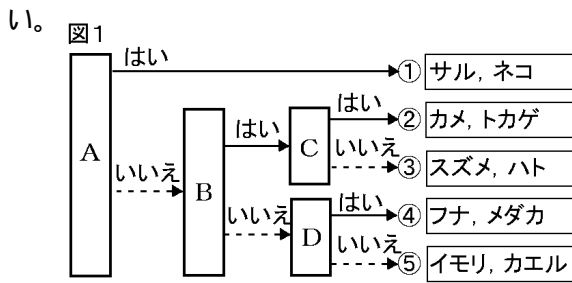 い。
図1
はい
① サル, ネコ
はい
② カメ, トカゲ
はい
A
C
いいえ
いいえ
③ スズメ, ハト
B
はい
いいえ
④ フナ, メダカ
D
いいえ
⑤ イモリ, カエル